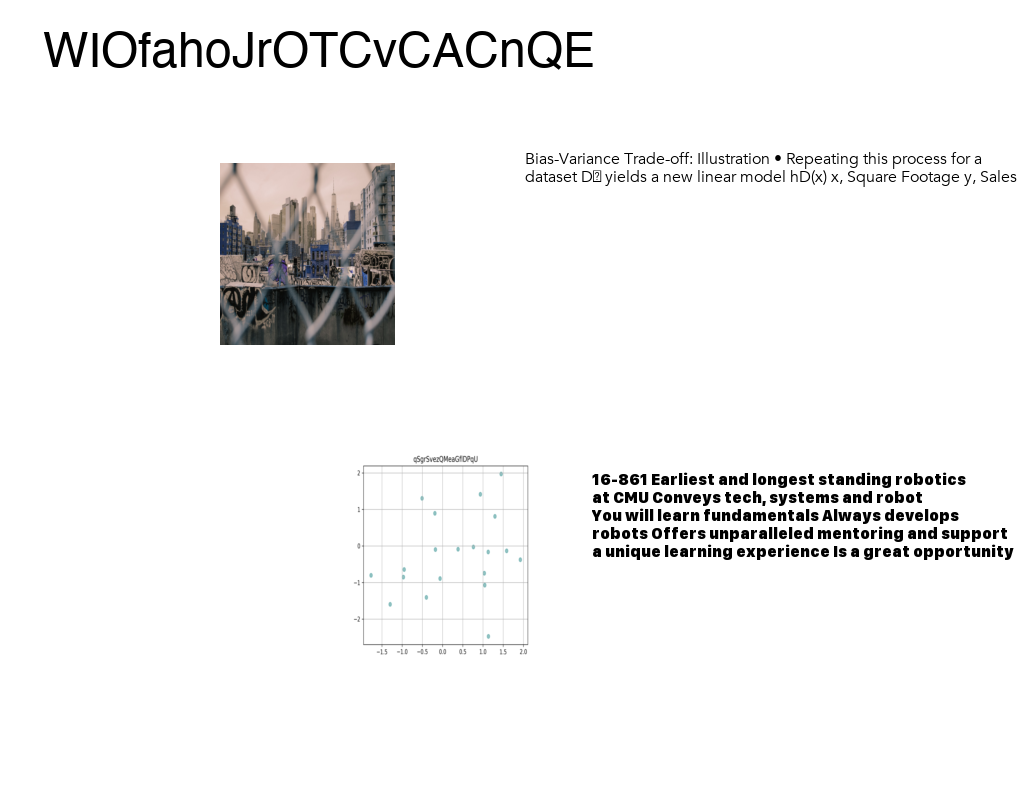 WIOfahoJrOTCvCACnQE
Bias-Variance Trade-off: Illustration • Repeating this process for a
dataset D yields a new linear model hD(x) x, Square Footage y, Sales
qSgrSvezQMeaGflDPqU
2
1
0
−1
−2
−1.5 −1.0 −0.5 0.0 0.5 1.0 1.5 2.0
16-861 Earliest and longest standing robotics
at CMU Conveys tech, systems and robot
You will learn fundamentals Always develops
robots Offers unparalleled mentoring and support
a unique learning experience Is a great opportunity